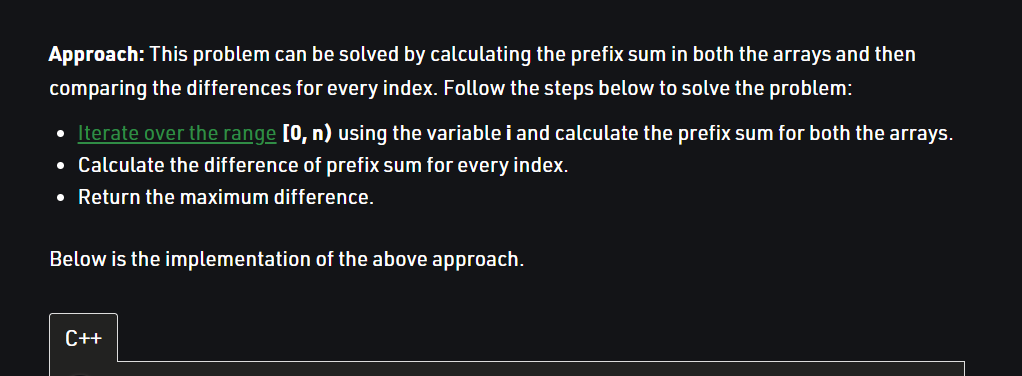 Approach: This problem can be solved by calculating the prefix sum in both the arrays and then
comparing the differences for every index. Follow the steps below to solve the problem:
• Iterate over the range [0, n) using the variable i and calculate the prefix sum for both the arrays.
• Calculate the difference of prefix sum for every index.
• Return the maximum difference.
Below is the implementation of the above approach.
C++